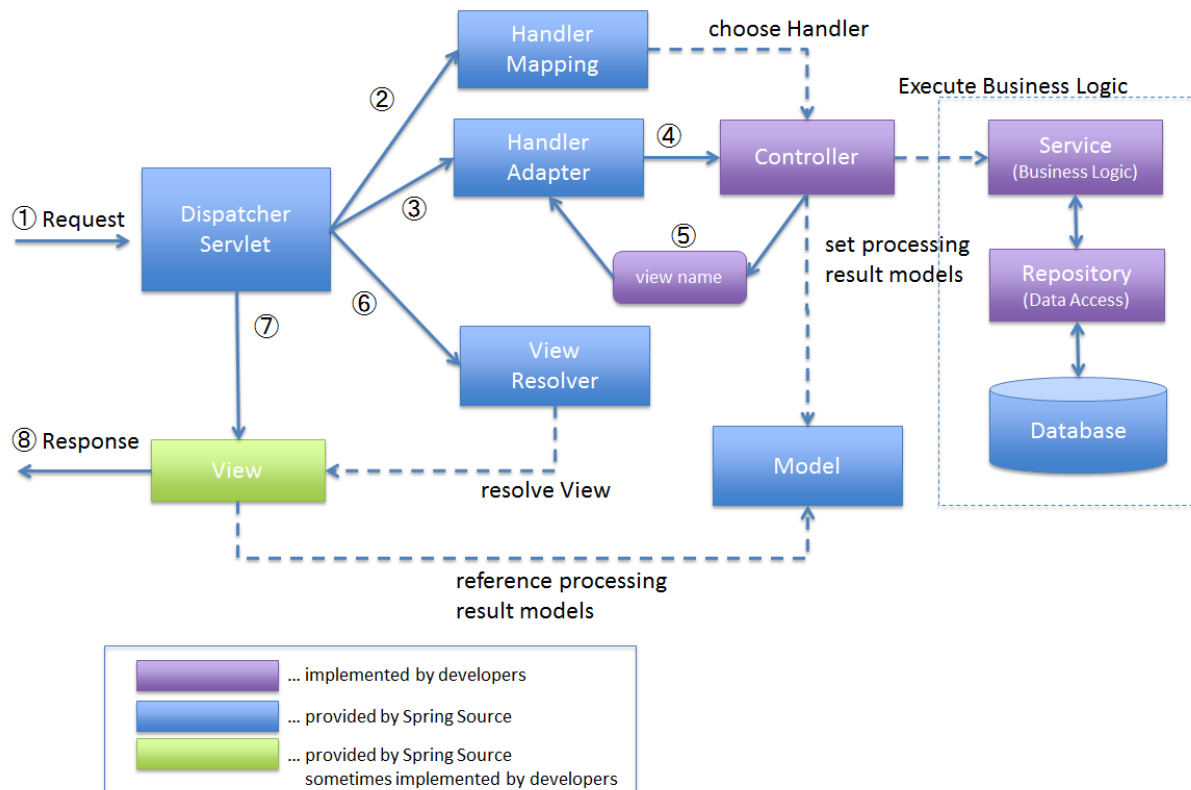 Handler
Mapping
choose Handler
②
Execute Business Logic
Handler
Adapter
④
Controller
Service
(Business Logic)
① Request
Dispatcher
Servlet
③
⑤
view name
set processing
result models
Repository
(Data Access)
⑥
⑦
View
Resolver
⑧ Response
View
resolve View
Model
Database
reference processing
result models
... implemented by developers
... provided by Spring Source
... provided by Spring Source
sometimes implemented by developers